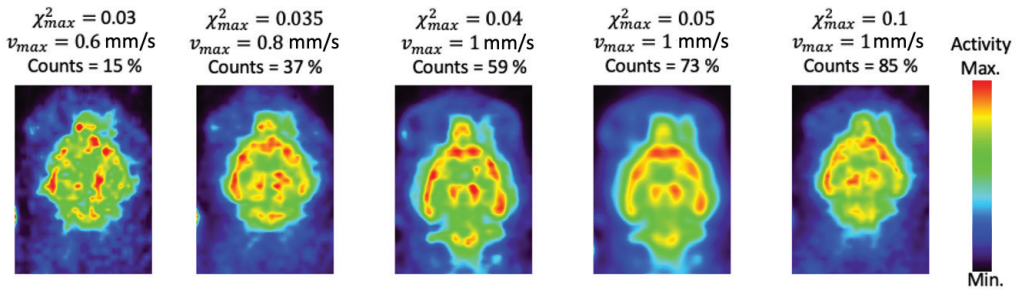 χ²max = 0.03
vmax = 0.6 mm/s
Counts = 15 %
χ²max = 0.035
vmax = 0.8 mm/s
Counts = 37 %
χ²max = 0.04
vmax = 1 mm/s
Counts = 59 %
χ²max = 0.05
vmax = 1 mm/s
Counts = 73 %
χ²max = 0.1
vmax = 1mm/s
Counts = 85 %
Activity
Max.
Min.